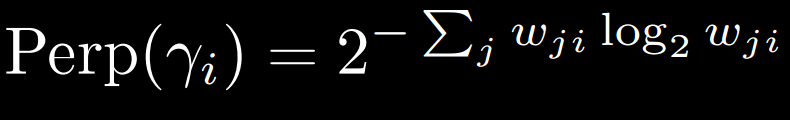 Perp(γ_i) = 2^{− ∑_j w_{ji} log_2 w_{ji}}